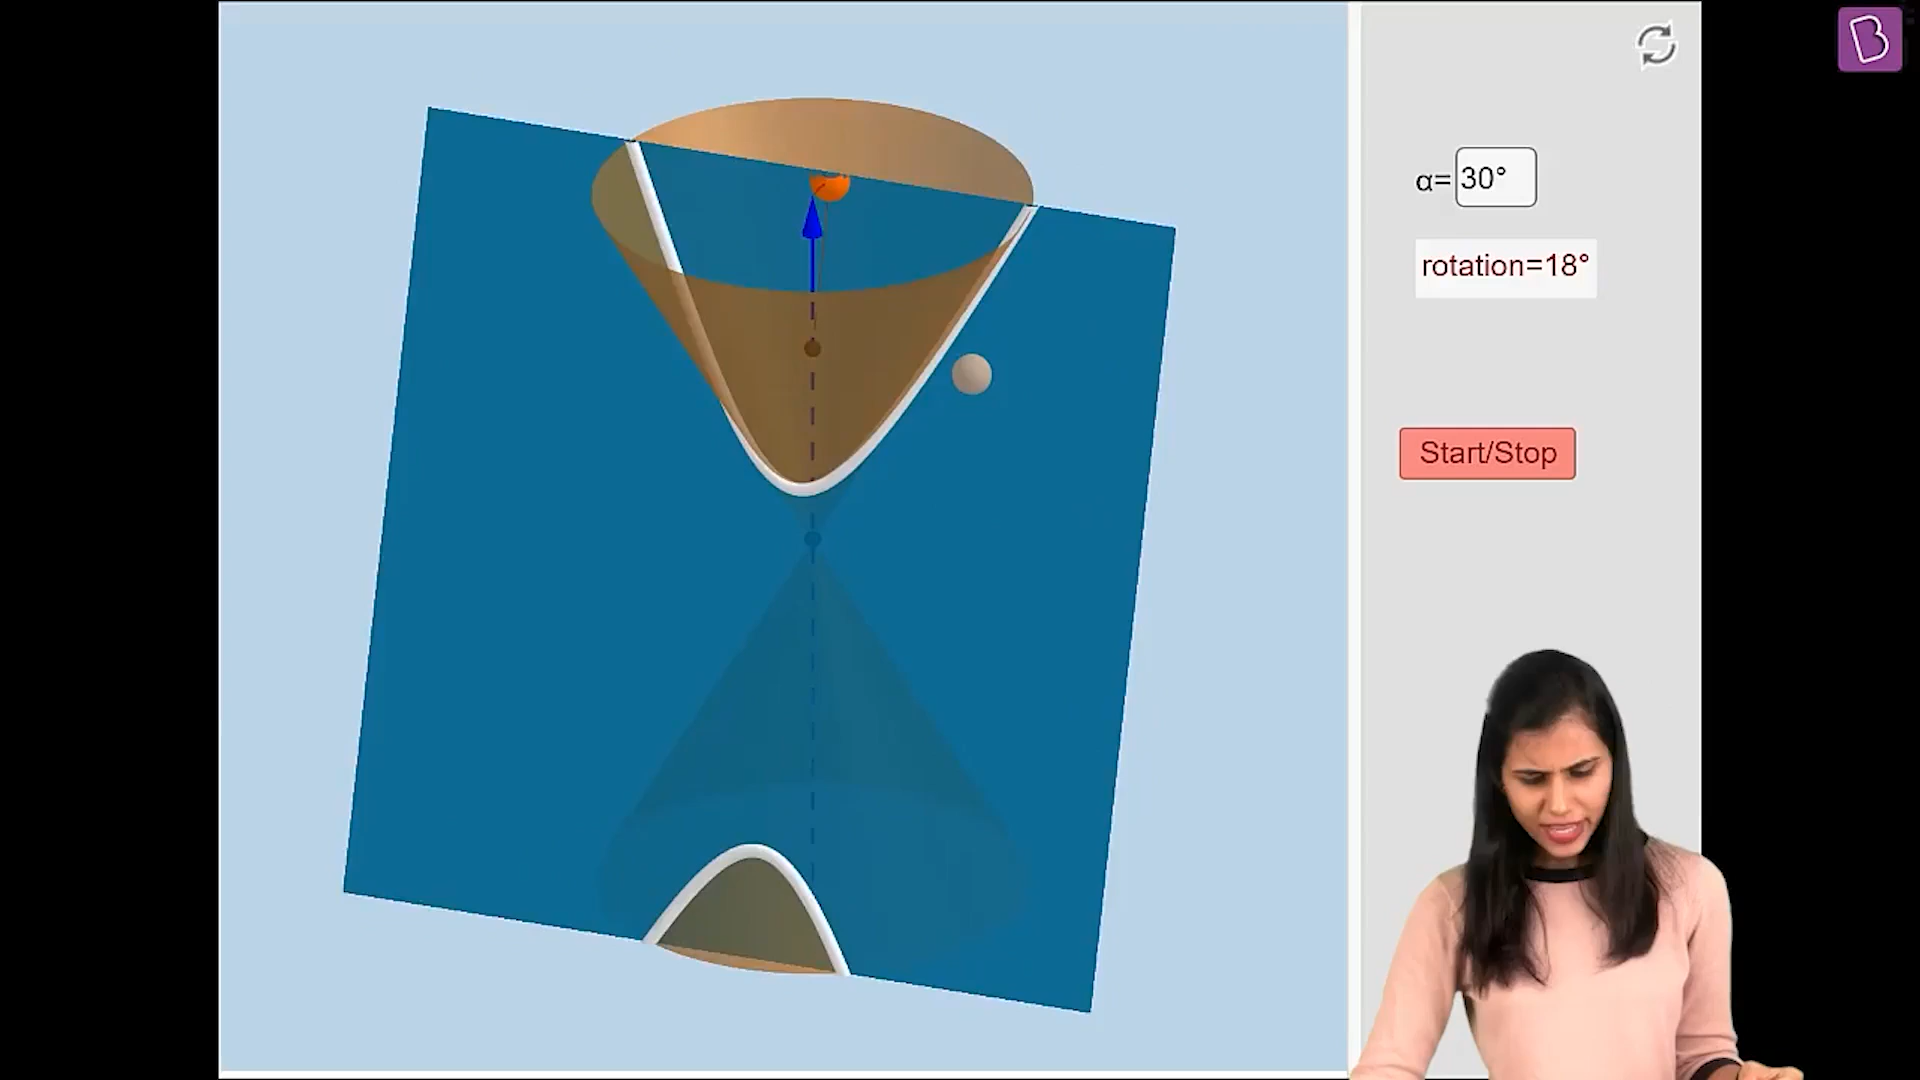 B
α= 30°
rotation=18°
Start/Stop